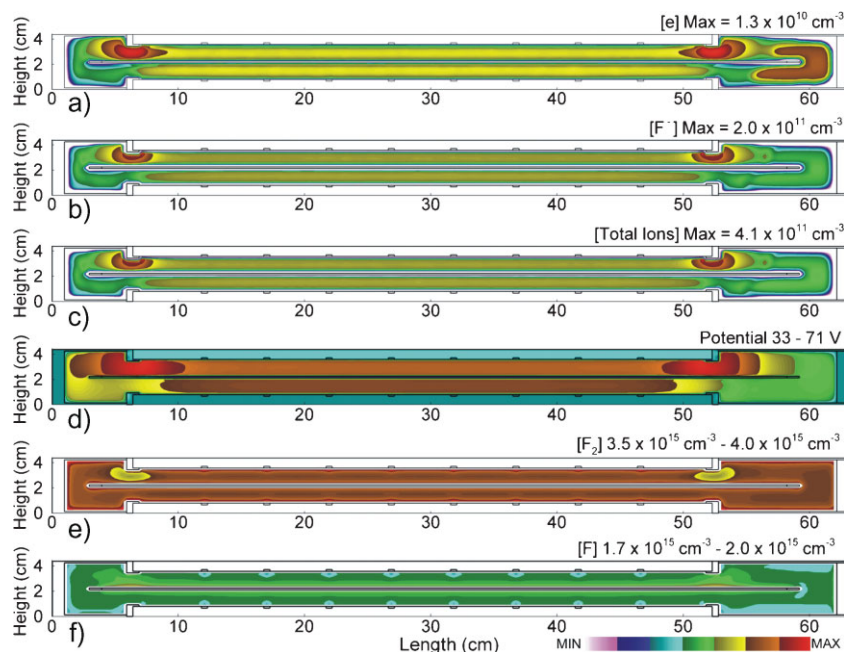 [e] Max = 1.3 x 10¹⁰ cm⁻³
Height (cm)
4
2
0
a)
10
20
30
40
50
60
[F⁻] Max = 2.0 x 10¹¹ cm⁻³
Height (cm)
4
2
0
b)
10
20
30
40
50
60
[Total Ions] Max = 4.1 x 10¹¹ cm⁻³
Height (cm)
4
2
0
c)
10
20
30
40
50
60
Potential 33 - 71 V
Height (cm)
4
2
0
d)
10
20
30
40
50
60
[F₂] 3.5 x 10¹⁵ cm⁻³ - 4.0 x 10¹⁵ cm⁻³
Height (cm)
4
2
0
e)
10
20
30
40
50
60
[F] 1.7 x 10¹⁵ cm⁻³ - 2.0 x 10¹⁵ cm⁻³
Height (cm)
4
2
0
f)
0
10
20
30
40
50
60
Length (cm)
MIN
MAX